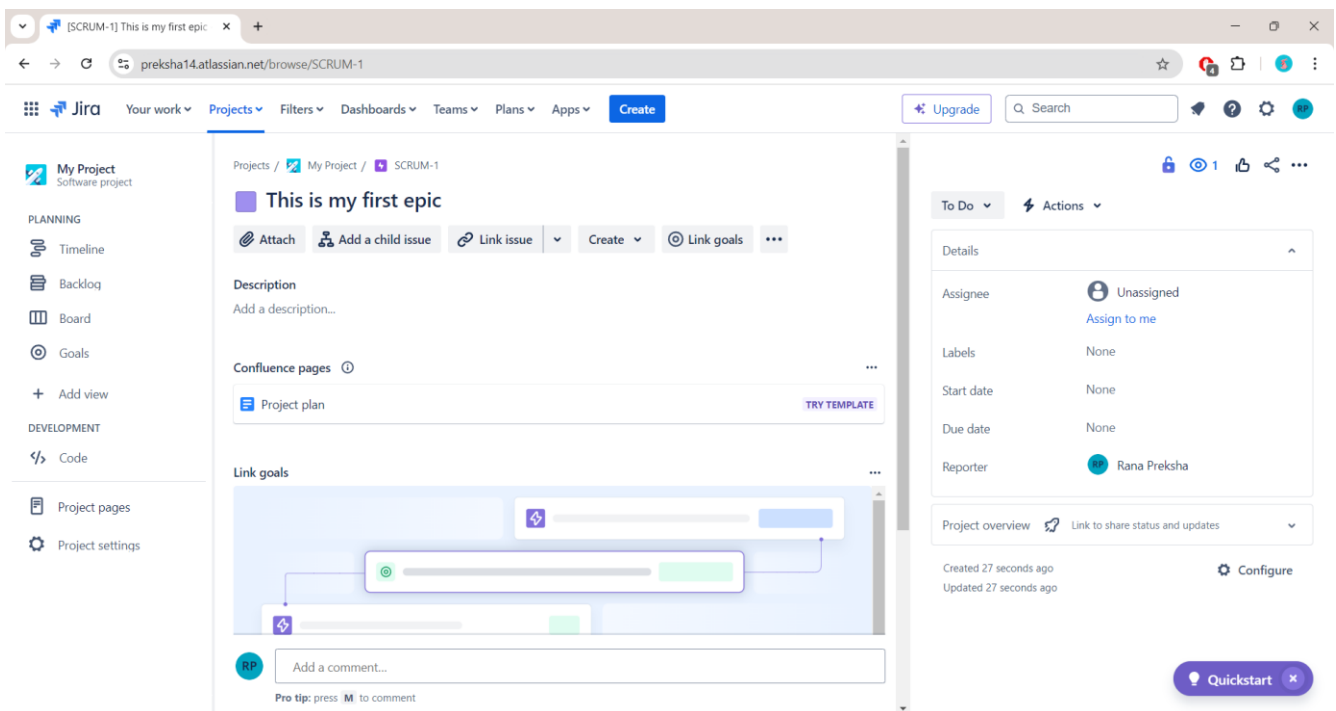 [SCRUM-1] This is my first epic
preksha14.atlassian.net/browse/SCRUM-1
4
Jira Your work Projects Filters Dashboards Teams Plans Apps Create Upgrade Search RP
My Project
Software project
PLANNING
Timeline
Backlog
Board
Goals
Add view
DEVELOPMENT
Code
Project pages
Project settings
Projects / My Project / SCRUM-1
This is my first epic
Attach Add a child issue Link issue Create Link goals
Description
Add a description...
Confluence pages
Project plan TRY TEMPLATE
Link goals
RP Add a comment...
Pro tip: press M to comment
1
To Do Actions
Details
Assignee Unassigned
Assign to me
Labels None
Start date None
Due date None
Reporter RP Rana Preksha
Project overview Link to share status and updates
Created 27 seconds ago
Updated 27 seconds ago
Configure
Quickstart